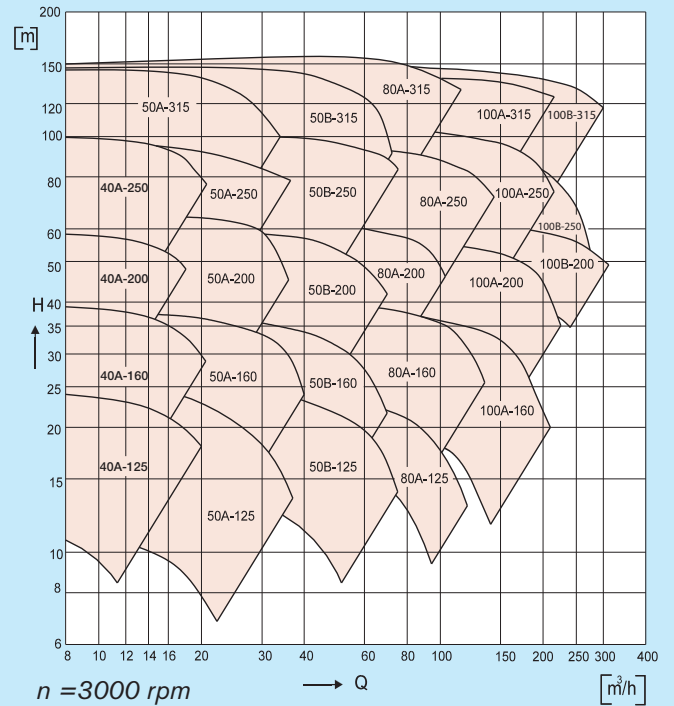 200
[m]
150
50A-315
50B-315
80A-315
100A-315
100B-315
120
100
40A-250
50A-250
50B-250
80A-250
100A-250
100B-250
80
60
40A-200
50A-200
50B-200
80A-200
100A-200
100B-200
50
H
40
35
30
40A-160
50A-160
50B-160
80A-160
100A-160
25
20
40A-125
50A-125
50B-125
80A-125
15
10
8
6
8 10 12 14 16 20 30 40 60 80 100 150 200 250 300 400
n =3000 rpm
Q
[m³/h]